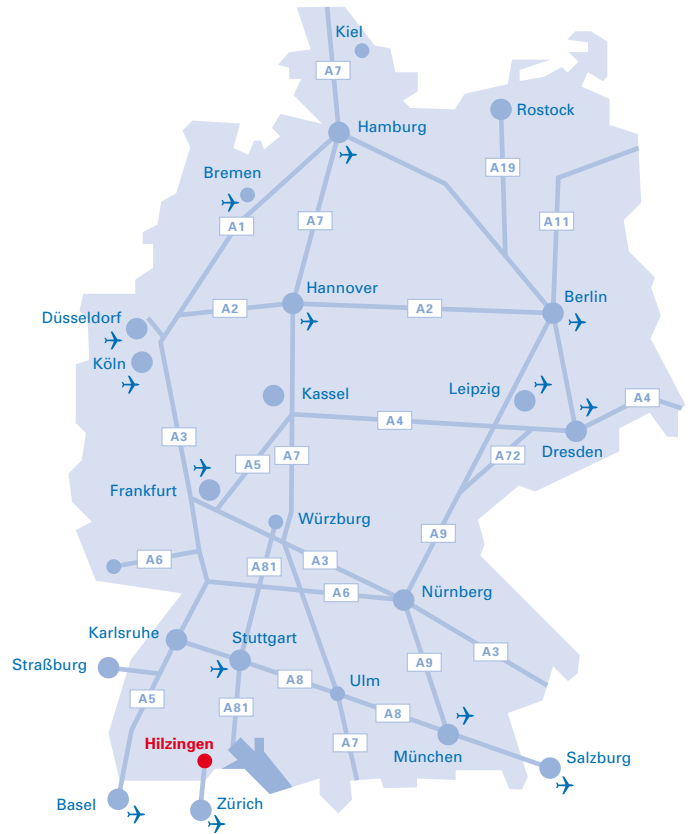 Kiel
A7
Rostock
Hamburg
A19
Bremen
A7
A11
A1
Hannover
Berlin
A2
A2
Düsseldorf
Köln
Kassel
Leipzig
A4
A4
A3
Dresden
A5
A7
A72
Frankfurt
Würzburg
A9
A6
A81
A3
A6
Nürnberg
Karlsruhe
Stuttgart
Straßburg
A9
A3
A8
Ulm
A5
A81
A8
Hilzingen
A7
München
Salzburg
Basel
Zürich